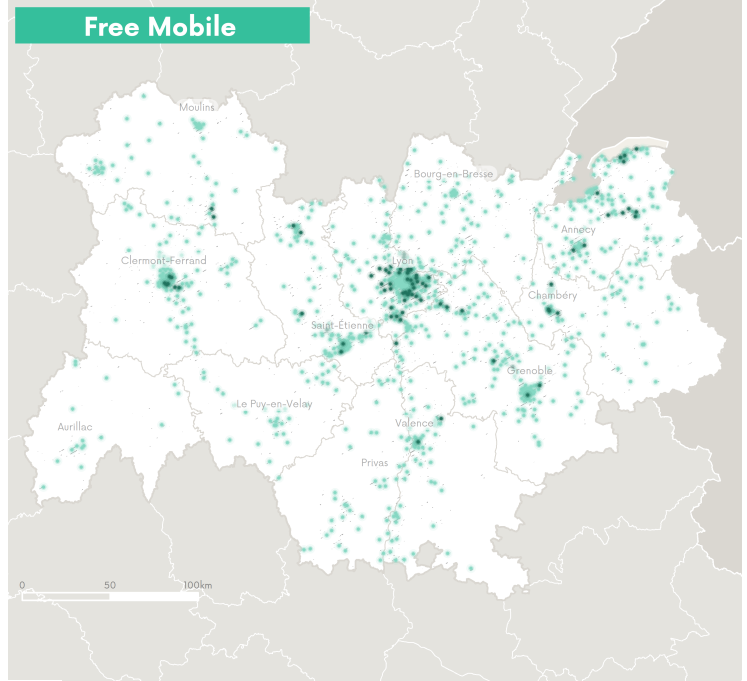 Free Mobile
Moulins
Bourg-en-Bresse
Annecy
Clermont-Ferrand
Lyon
Chambéry
Saint-Étienne
Grenoble
Le Puy-en-Velay
Aurillac
Valence
Privas
0 50 100km